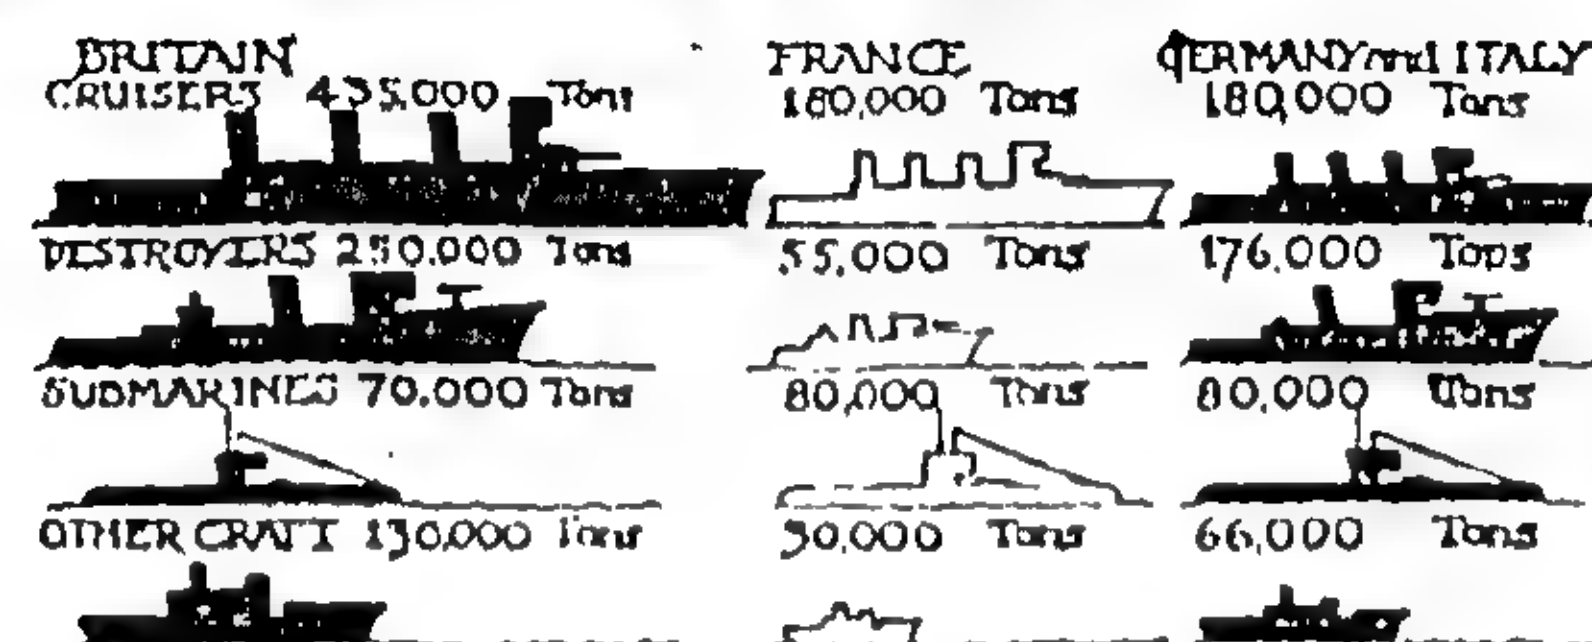 BRITAIN FRANCE GERMANY and ITALY
CRUISERS 435,000 Tons 180,000 Tons 180,000 Tons
DESTROYERS 250,000 Tons 55,000 Tons 176,000 Tons
SUBMARINES 70,000 Tons 80,000 Tons 80,000 Tons
OTHER CRAFT 130,000 Tons 30,000 Tons 66,000 Tons